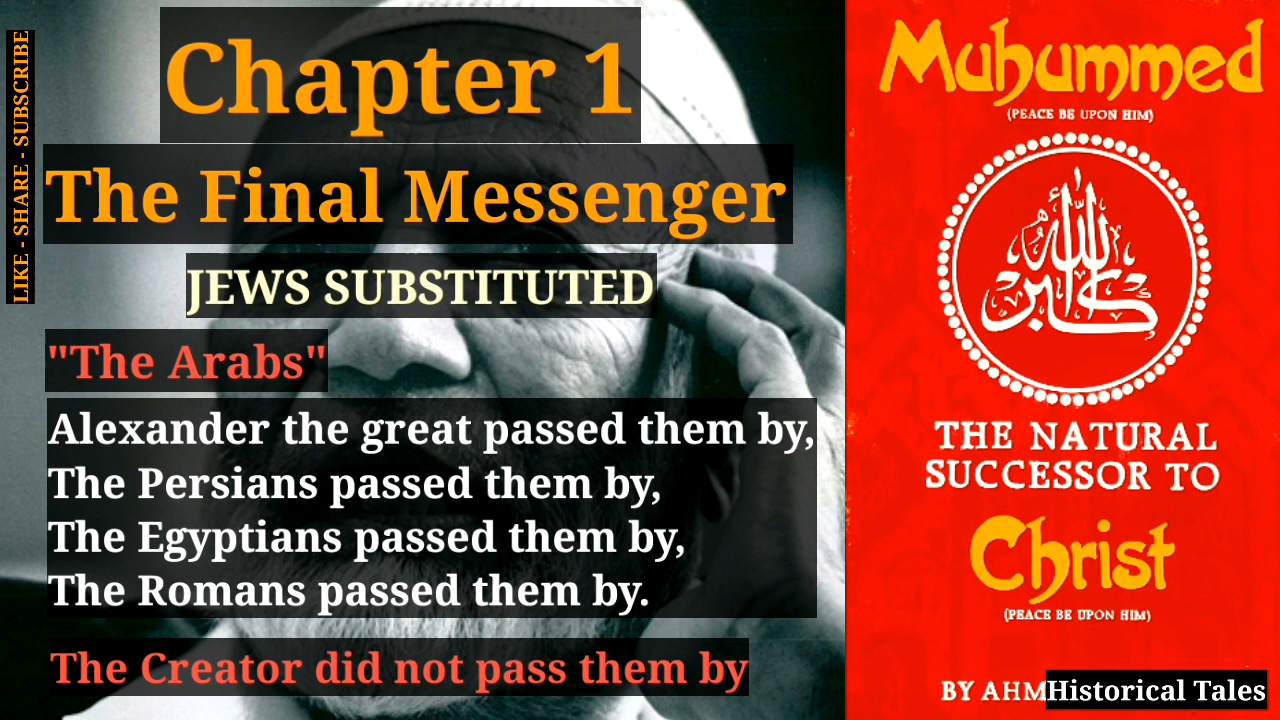 LIKE - SHARE - SUBSCRIBE
Chapter 1
The Final Messenger
JEWS SUBSTITUTED
"The Arabs"
Alexander the great passed them by,
The Persians passed them by,
The Egyptians passed them by,
The Romans passed them by.
The Creator did not pass them by
Muhummed
(PEACE BE UPON HIM)
الله أكبر
THE NATURAL
SUCCESSOR TO
Christ
(PEACE BE UPON HIM)
BY AHM
Historical Tales